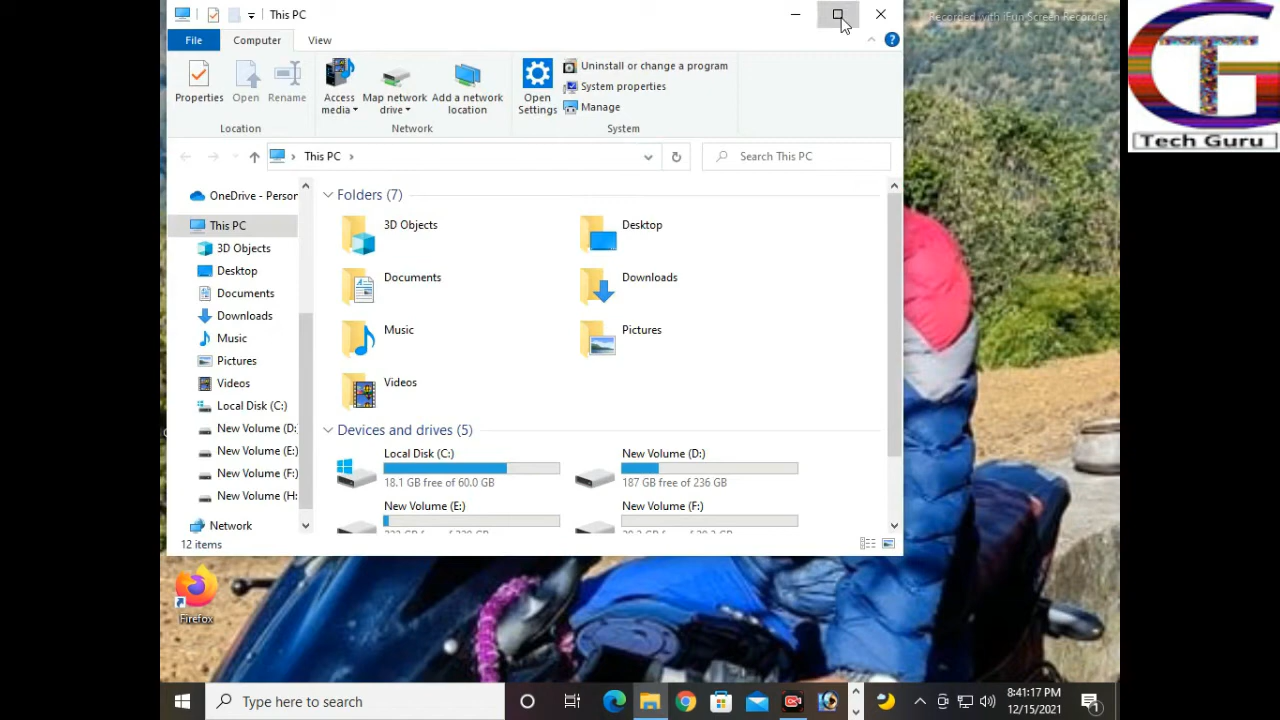 This PC
Recorded with iFun Screen Recorder
File
Computer
View
Properties
Open
Rename
Access
media
Map network
drive
Add a network
location
Open
Settings
Uninstall or change a program
System properties
Manage
Location
Network
System
This PC
Search This PC
OneDrive - Person
This PC
3D Objects
Desktop
Documents
Downloads
Music
Pictures
Videos
Local Disk (C:)
New Volume (D:
New Volume (E:)
New Volume (F:)
New Volume (H:
Network
Folders (7)
3D Objects
Desktop
Documents
Downloads
Music
Pictures
Videos
Devices and drives (5)
Local Disk (C:)
18.1 GB free of 60.0 GB
New Volume (D:)
187 GB free of 236 GB
New Volume (E:)
New Volume (F:)
12 items
Firefox
Type here to search
8:41:17 PM
12/15/2021
1
GT
Tech Guru